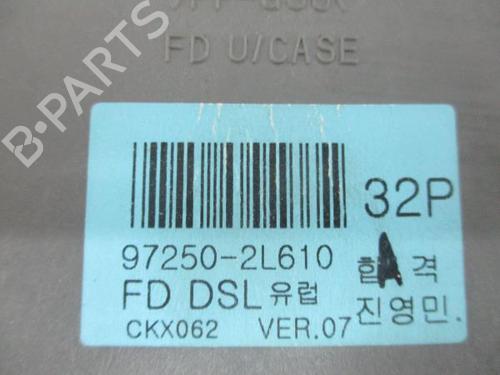 FD U/CASE
32P
97250-2L610
합 A 격
FD DSL 유럽
진영민.
CKX062 VER.07
B-PARTS